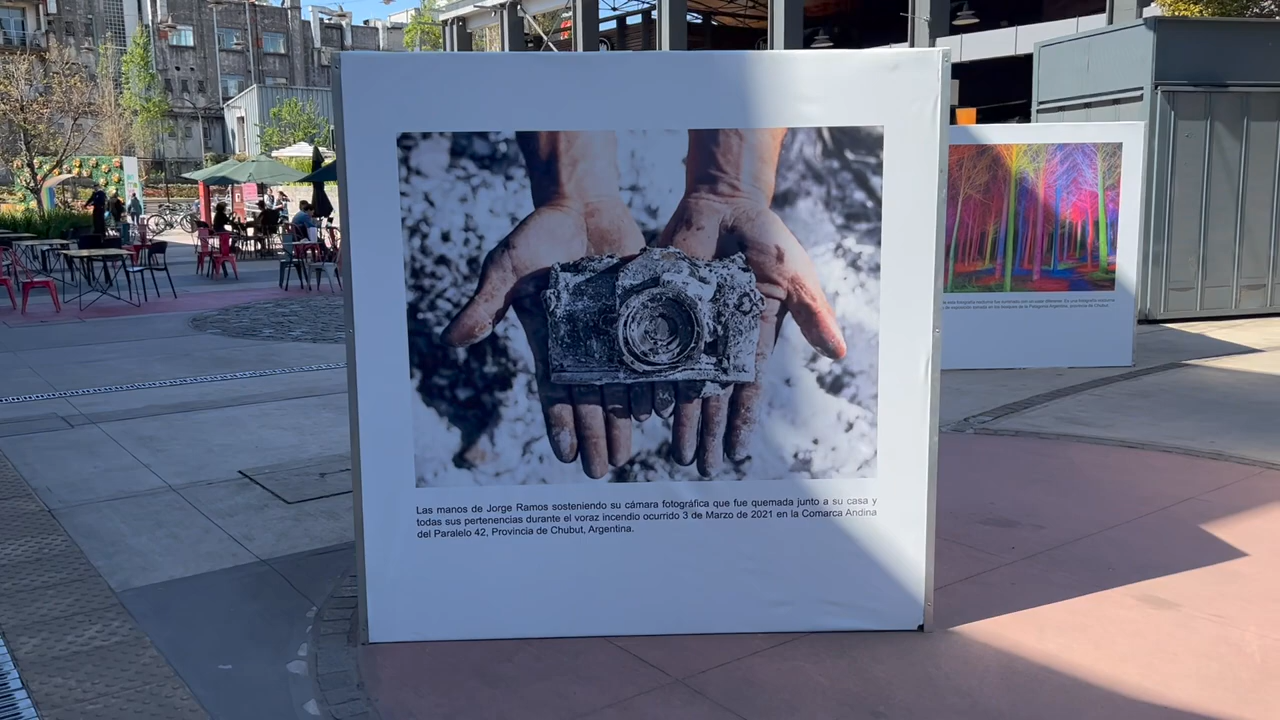 Las manos de Jorge Ramos sosteniendo su cámara fotográfica que fue quemada junto a su casa y
todas sus pertenencias durante el voraz incendio ocurrido 3 de Marzo de 2021 en la Comarca Andina
del Paralelo 42, Provincia de Chubut, Argentina.